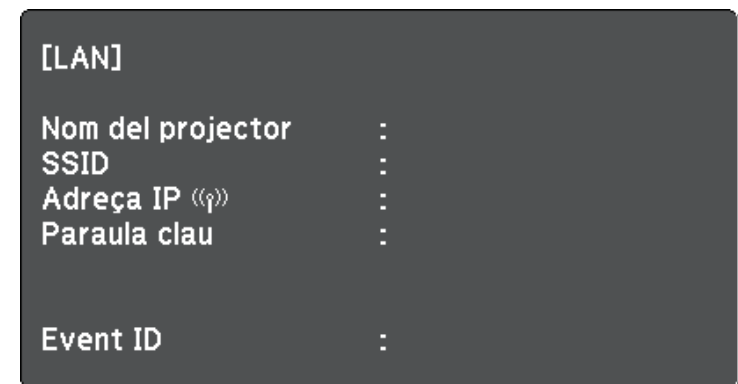 [LAN]
Nom del projector :
SSID :
Adreça IP :
Paraula clau :
Event ID :